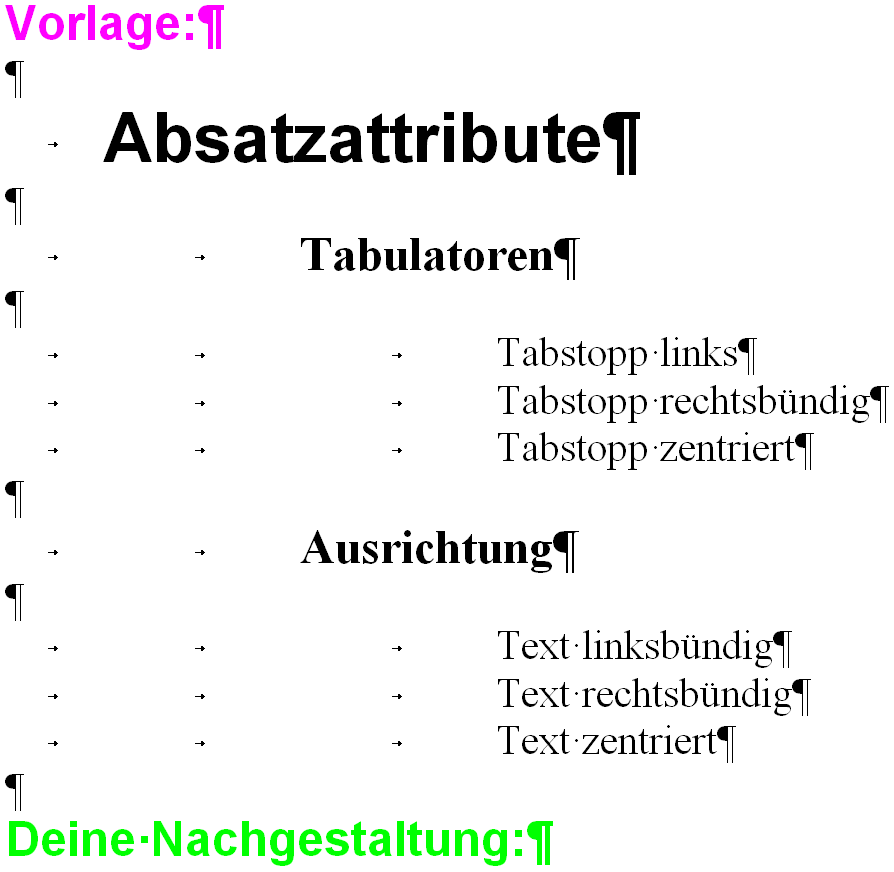 Vorlage:¶
¶
→ Absatzattribute¶
¶
→ → Tabulatoren¶
¶
→ → → Tabstopp·links¶
→ → → Tabstopp·rechtsbündig¶
→ → → Tabstopp·zentriert¶
¶
→ → Ausrichtung¶
¶
→ → → Text·linksbündig¶
→ → → Text·rechtsbündig¶
→ → → Text·zentriert¶
¶
Deine·Nachgestaltung:¶